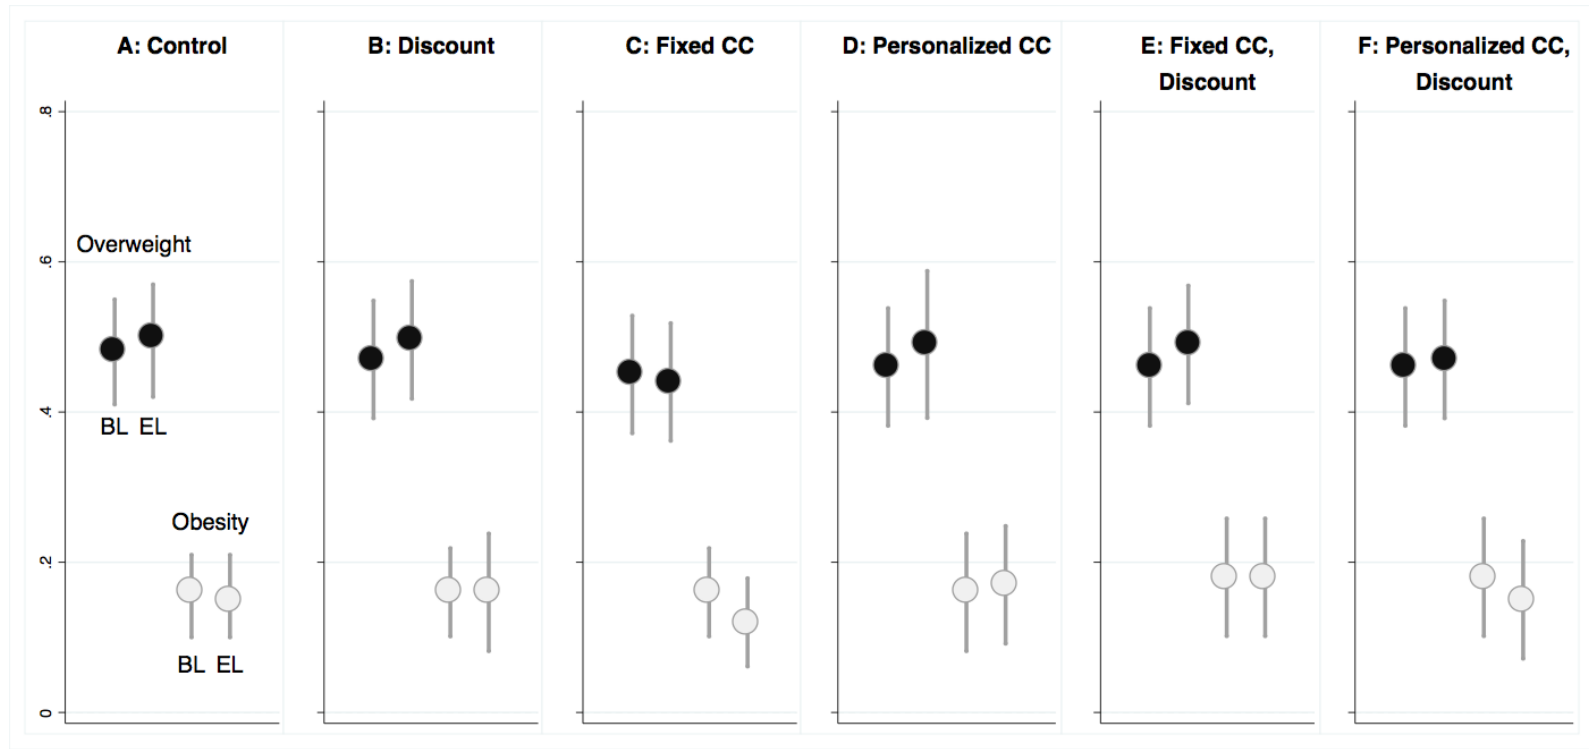 A: Control
B: Discount
C: Fixed CC
D: Personalized CC
E: Fixed CC,
Discount
F: Personalized CC,
Discount
.8
.6
.4
.2
0
Overweight
BL EL
Obesity
BL EL